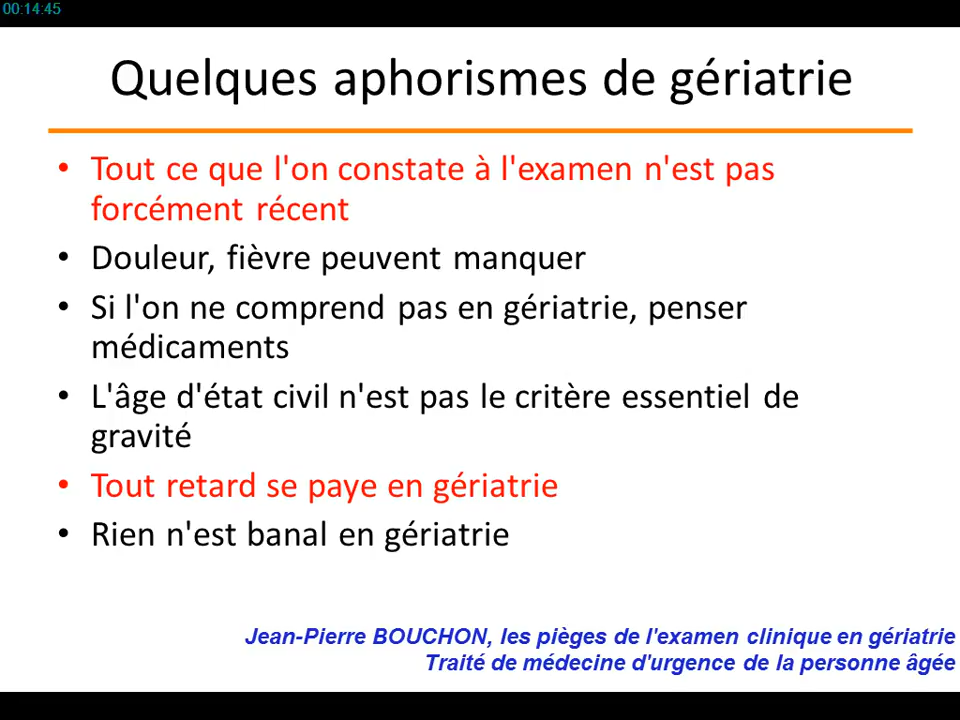 00:14:45
Quelques aphorismes de gériatrie
• Tout ce que l'on constate à l'examen n'est pas
forcément récent
• Douleur, fièvre peuvent manquer
• Si l'on ne comprend pas en gériatrie, penser
médicaments
• L'âge d'état civil n'est pas le critère essentiel de
gravité
• Tout retard se paye en gériatrie
• Rien n'est banal en gériatrie
Jean-Pierre BOUCHON, les pièges de l'examen clinique en gériatrie
Traité de médecine d'urgence de la personne âgée